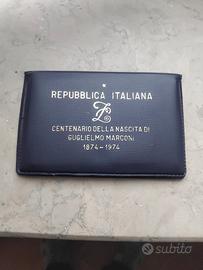 REPUBBLICA ITALIANA
CENTENARIO DELLA NASCITA DI
GUGLIELMO MARCONI
1874-1974
subito